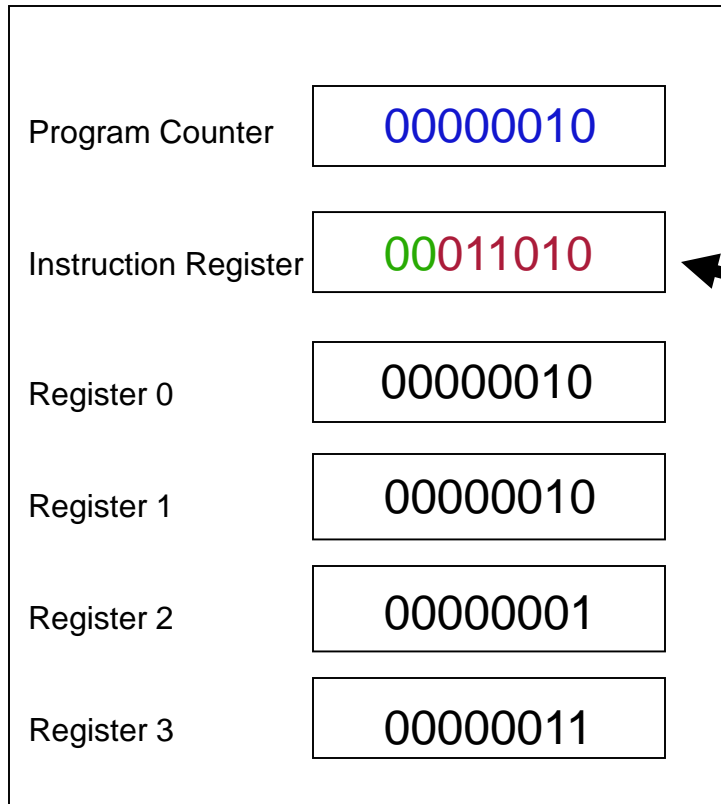 Program Counter 00000010
Instruction Register 00011010
Register 0 00000010
Register 1 00000010
Register 2 00000001
Register 3 00000011